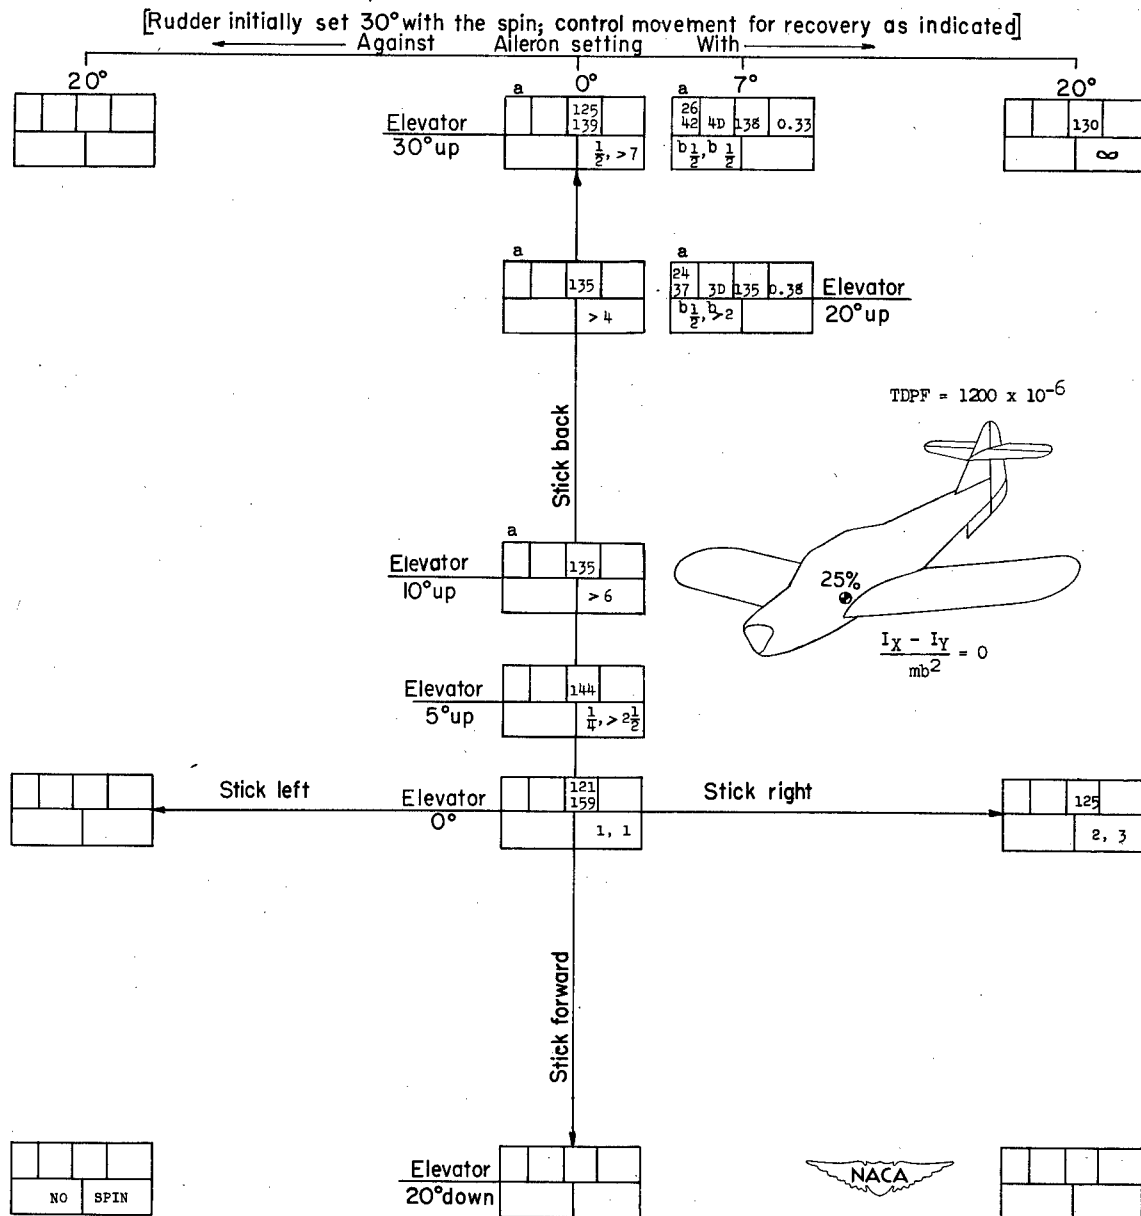 [Rudder initially set 30° with the spin; control movement for recovery as indicated]
Against Aileron setting With
20° 0° 7° 20°
a
Elevator
30° up
125
139
1/2, >7
26
42 4D 138 0.33
b 1/2, b 1/2
130
∞
a
135
>4
a
24
37 3D 135 0.38
b 1/2, b >2
Elevator
20° up
Stick back
TDPF = 1200 x 10⁻⁶
a
Elevator
10° up
135
>6
25%
I_X - I_Y
mb² = 0
Elevator
5° up
144
1/4, >2 1/2
Stick left
Elevator
0°
121
159
1, 1
Stick right
125
2, 3
Stick forward
NO SPIN
Elevator
20° down
NACA